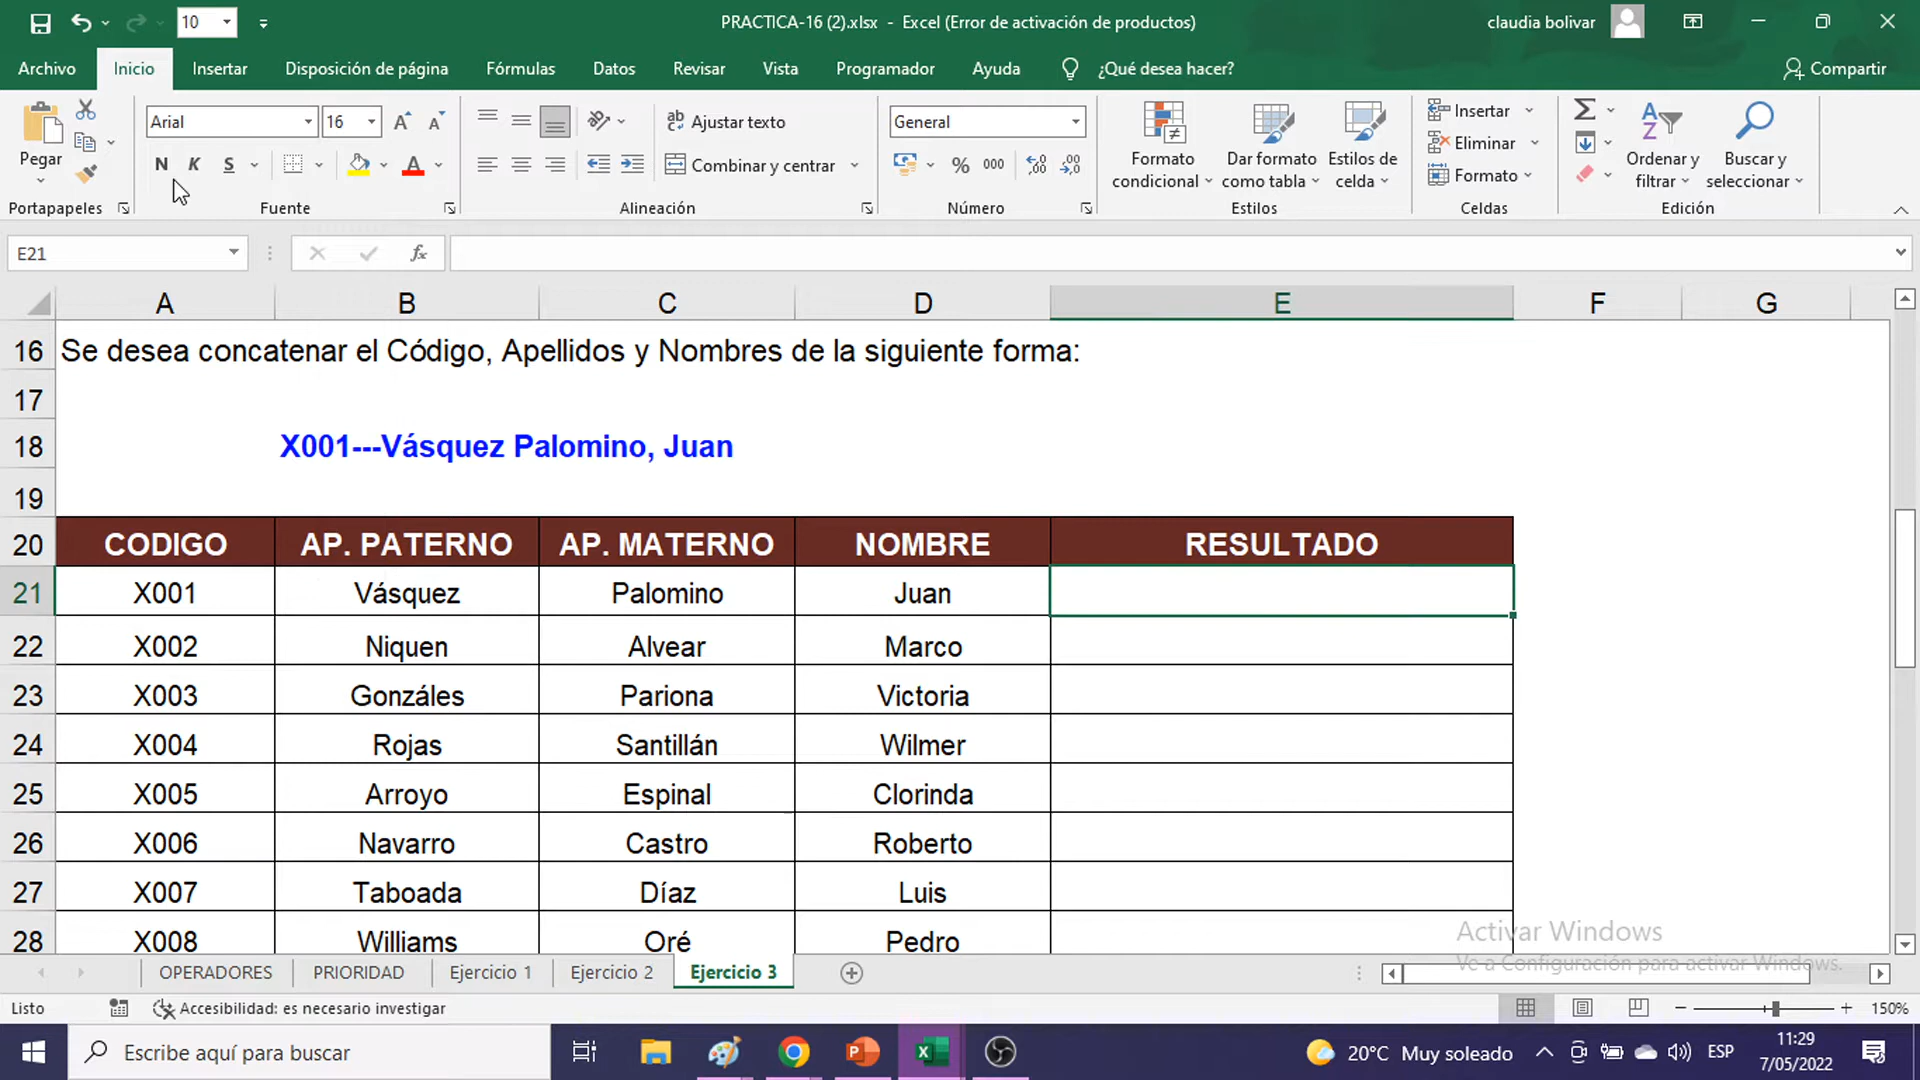 10
PRACTICA-16 (2).xlsx - Excel (Error de activación de productos)
claudia bolivar
Archivo Inicio Insertar Disposición de página Fórmulas Datos Revisar Vista Programador Ayuda ¿Qué desea hacer? Compartir
Pegar
Portapapeles
Arial 16
N K S
Fuente
Ajustar texto
Combinar y centrar
Alineación
General
% 000
Número
Formato condicional
Dar formato como tabla
Estilos de celda
Estilos
Insertar
Eliminar
Formato
Celdas
Ordenar y filtrar
Buscar y seleccionar
Edición
E21 fx
A B C D E F G
16 Se desea concatenar el Código, Apellidos y Nombres de la siguiente forma:
17
18 X001---Vásquez Palomino, Juan
19
20 CODIGO AP. PATERNO AP. MATERNO NOMBRE RESULTADO
21 X001 Vásquez Palomino Juan
22 X002 Niquen Alvear Marco
23 X003 Gonzáles Pariona Victoria
24 X004 Rojas Santillán Wilmer
25 X005 Arroyo Espinal Clorinda
26 X006 Navarro Castro Roberto
27 X007 Taboada Díaz Luis
28 X008 Williams Oré Pedro
Activar Windows
Ve a Configuración para activar Windows.
OPERADORES PRIORIDAD Ejercicio 1 Ejercicio 2 Ejercicio 3
Listo Accesibilidad: es necesario investigar 150%
Escribe aquí para buscar
20°C Muy soleado ESP
11:29
7/05/2022